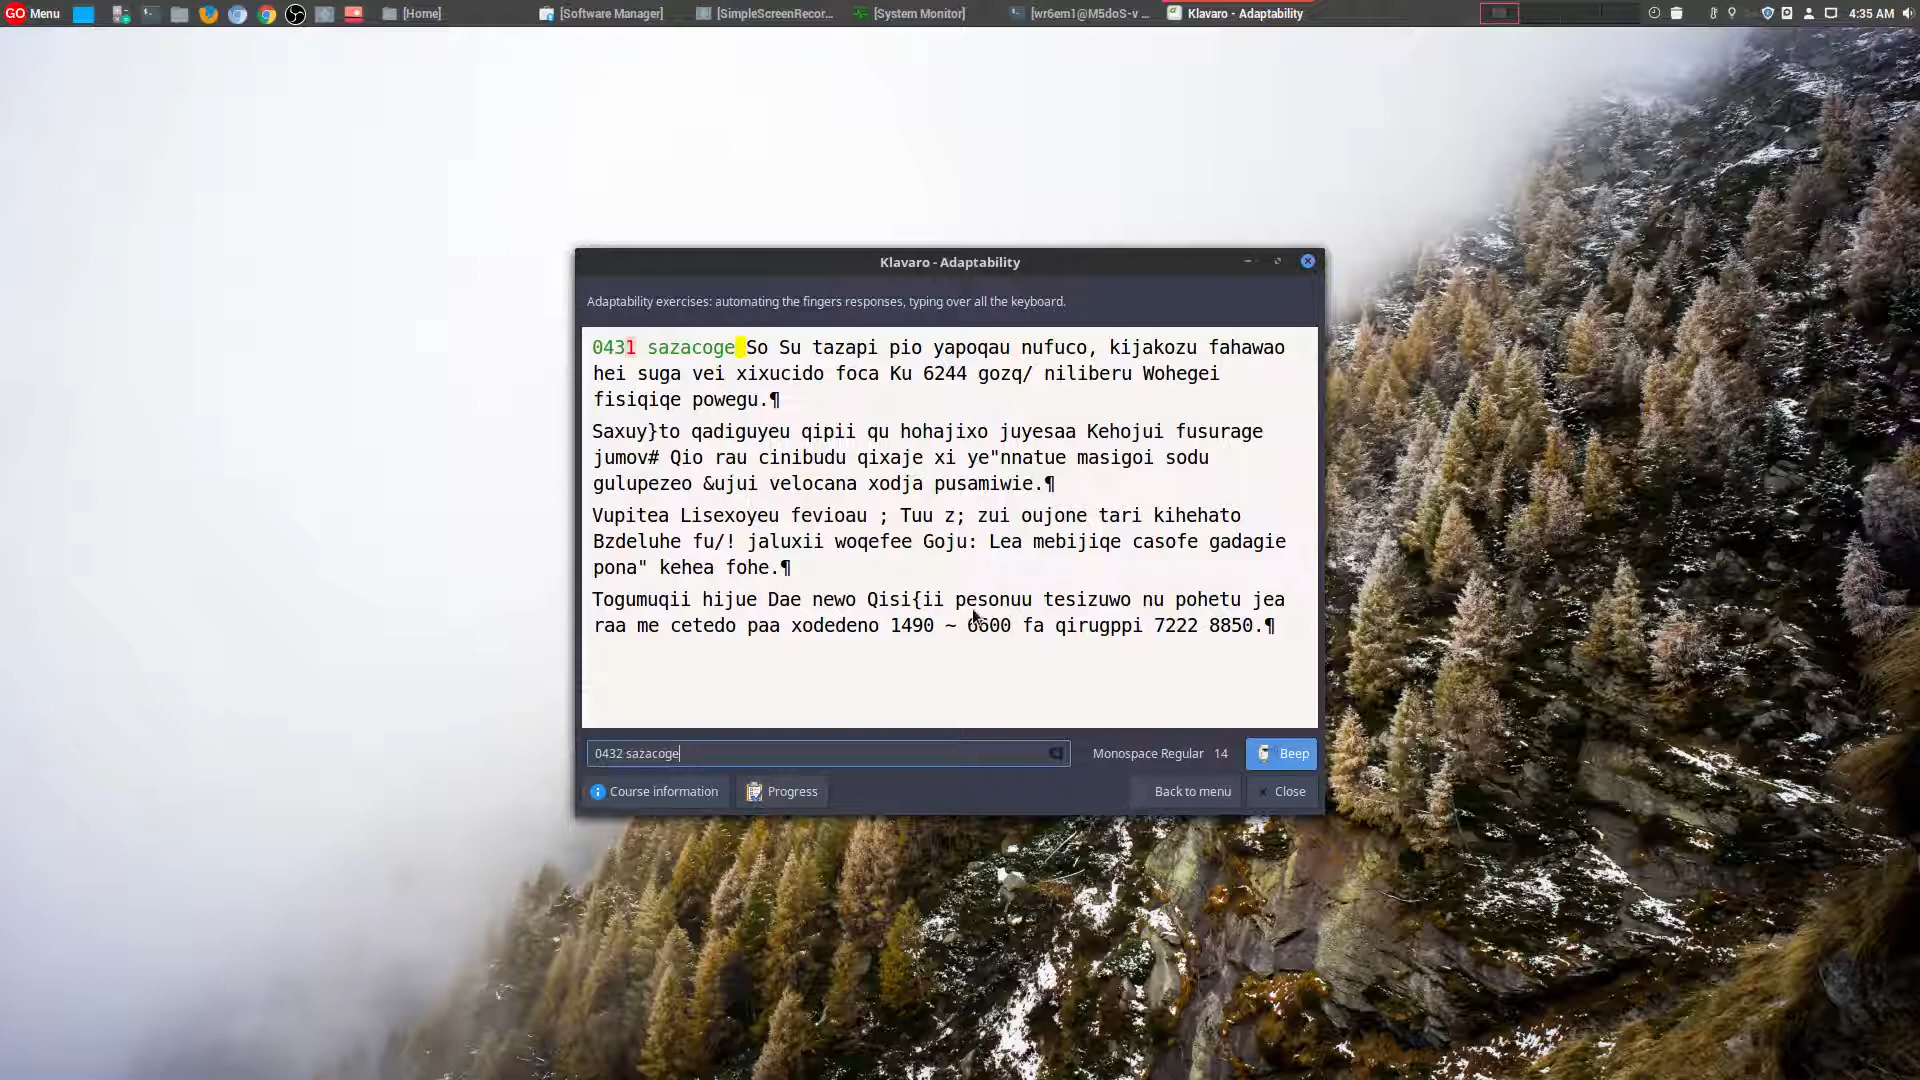 GO Menu [Home] [Software Manager] [SimpleScreenRecor... [System Monitor] [wr6em1@M5doS-v ... Klavaro - Adaptability 4:35 AM
Klavaro - Adaptability
Adaptability exercises: automating the fingers responses, typing over all the keyboard.
0431 sazacoge So Su tazapi pio yapoqau nufuco, kijakozu fahawao
hei suga vei xixucido foca Ku 6244 gozq/ niliberu Wohegei
fisiqiqe powegu.¶
Saxuy}to qadiguyeu qipii qu hohajixo juyesaa Kehojui fusurage
jumov# Qio rau cinibudu qixaje xi ye"nnatue masigoi sodu
gulupezeo &ujui velocana xodja pusamiwie.¶
Vupitea Lisexoyeu fevioau ; Tuu z; zui oujone tari kihehato
Bzdeluhe fu/! jaluxii woqefee Goju: Lea mebijiqe casofe gadagie
pona" kehea fohe.¶
Togumuqii hijue Dae newo Qisi{ii pesonuu tesizuwo nu pohetu jea
raa me cetedo paa xodedeno 1490 ~ 6600 fa qirugppi 7222 8850.¶
0432 sazacoge Monospace Regular 14 Beep
Course information Progress Back to menu Close